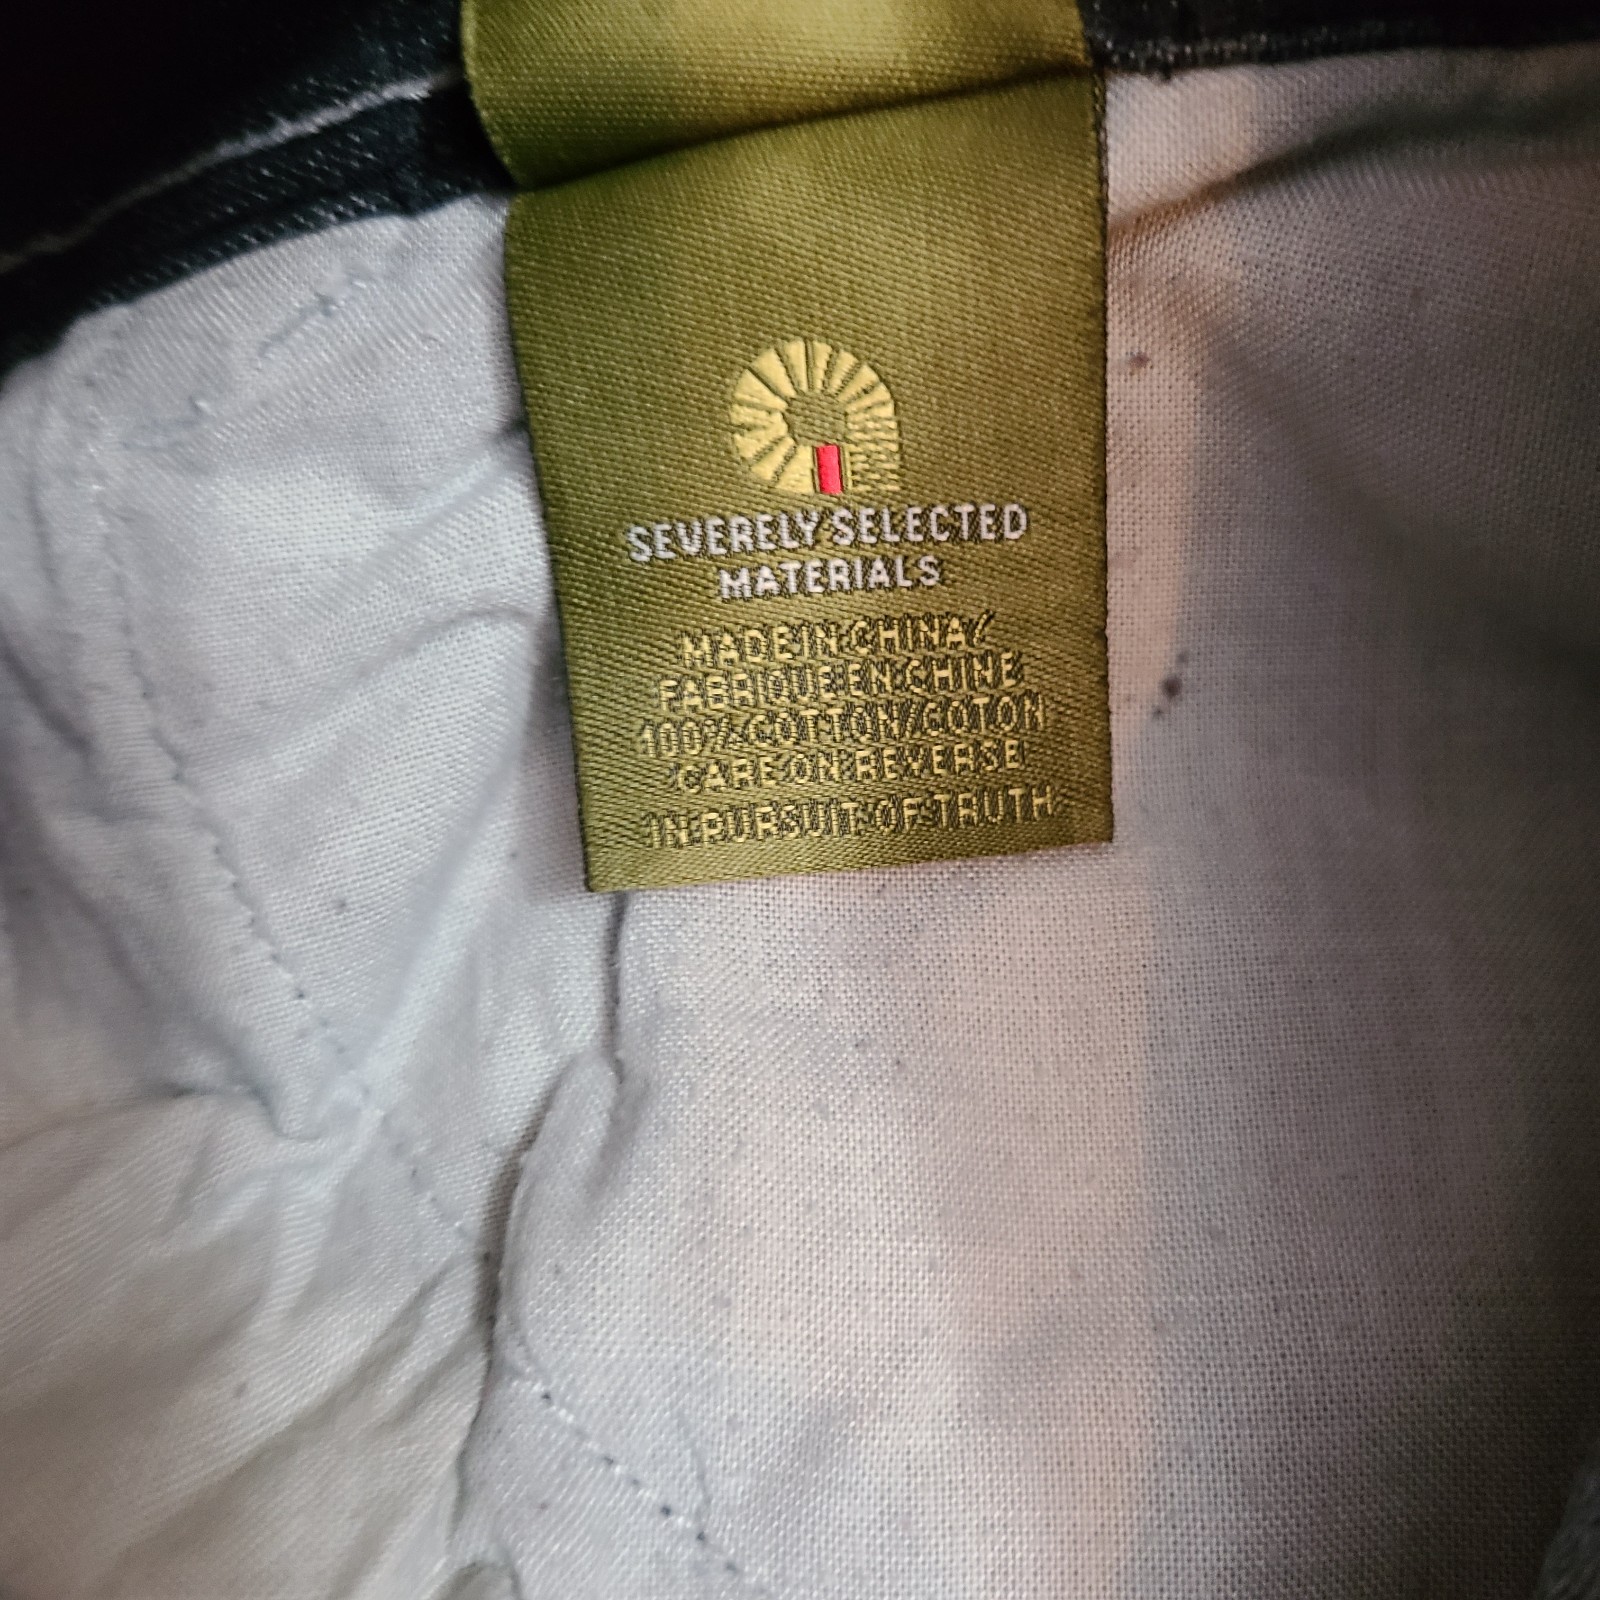 SEVERELY SELECTED
MATERIALS
MADE IN CHINA/
FABRIQUE EN CHINE
100% COTTON/COTON
CARE ON REVERSE
IN PURSUIT OF TRUTH